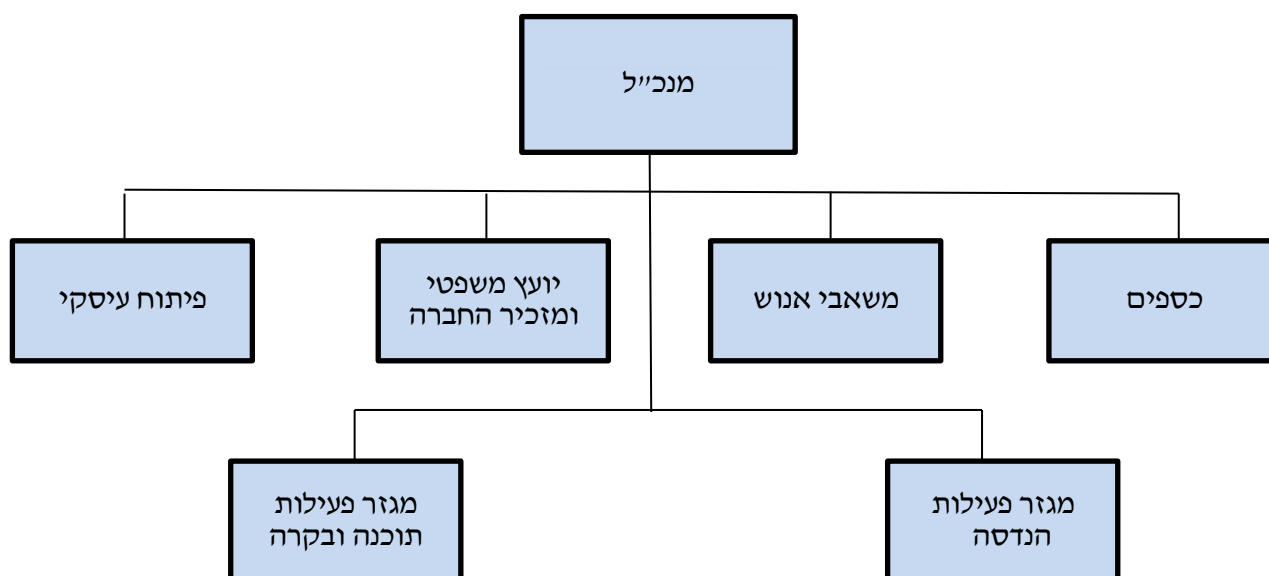 מנכ״ל
כספים
משאבי אנוש
יועץ משפטי
ומזכיר החברה
פיתוח עיסקי
מגזר פעילות
הנדסה
מגזר פעילות
תוכנה ובקרה